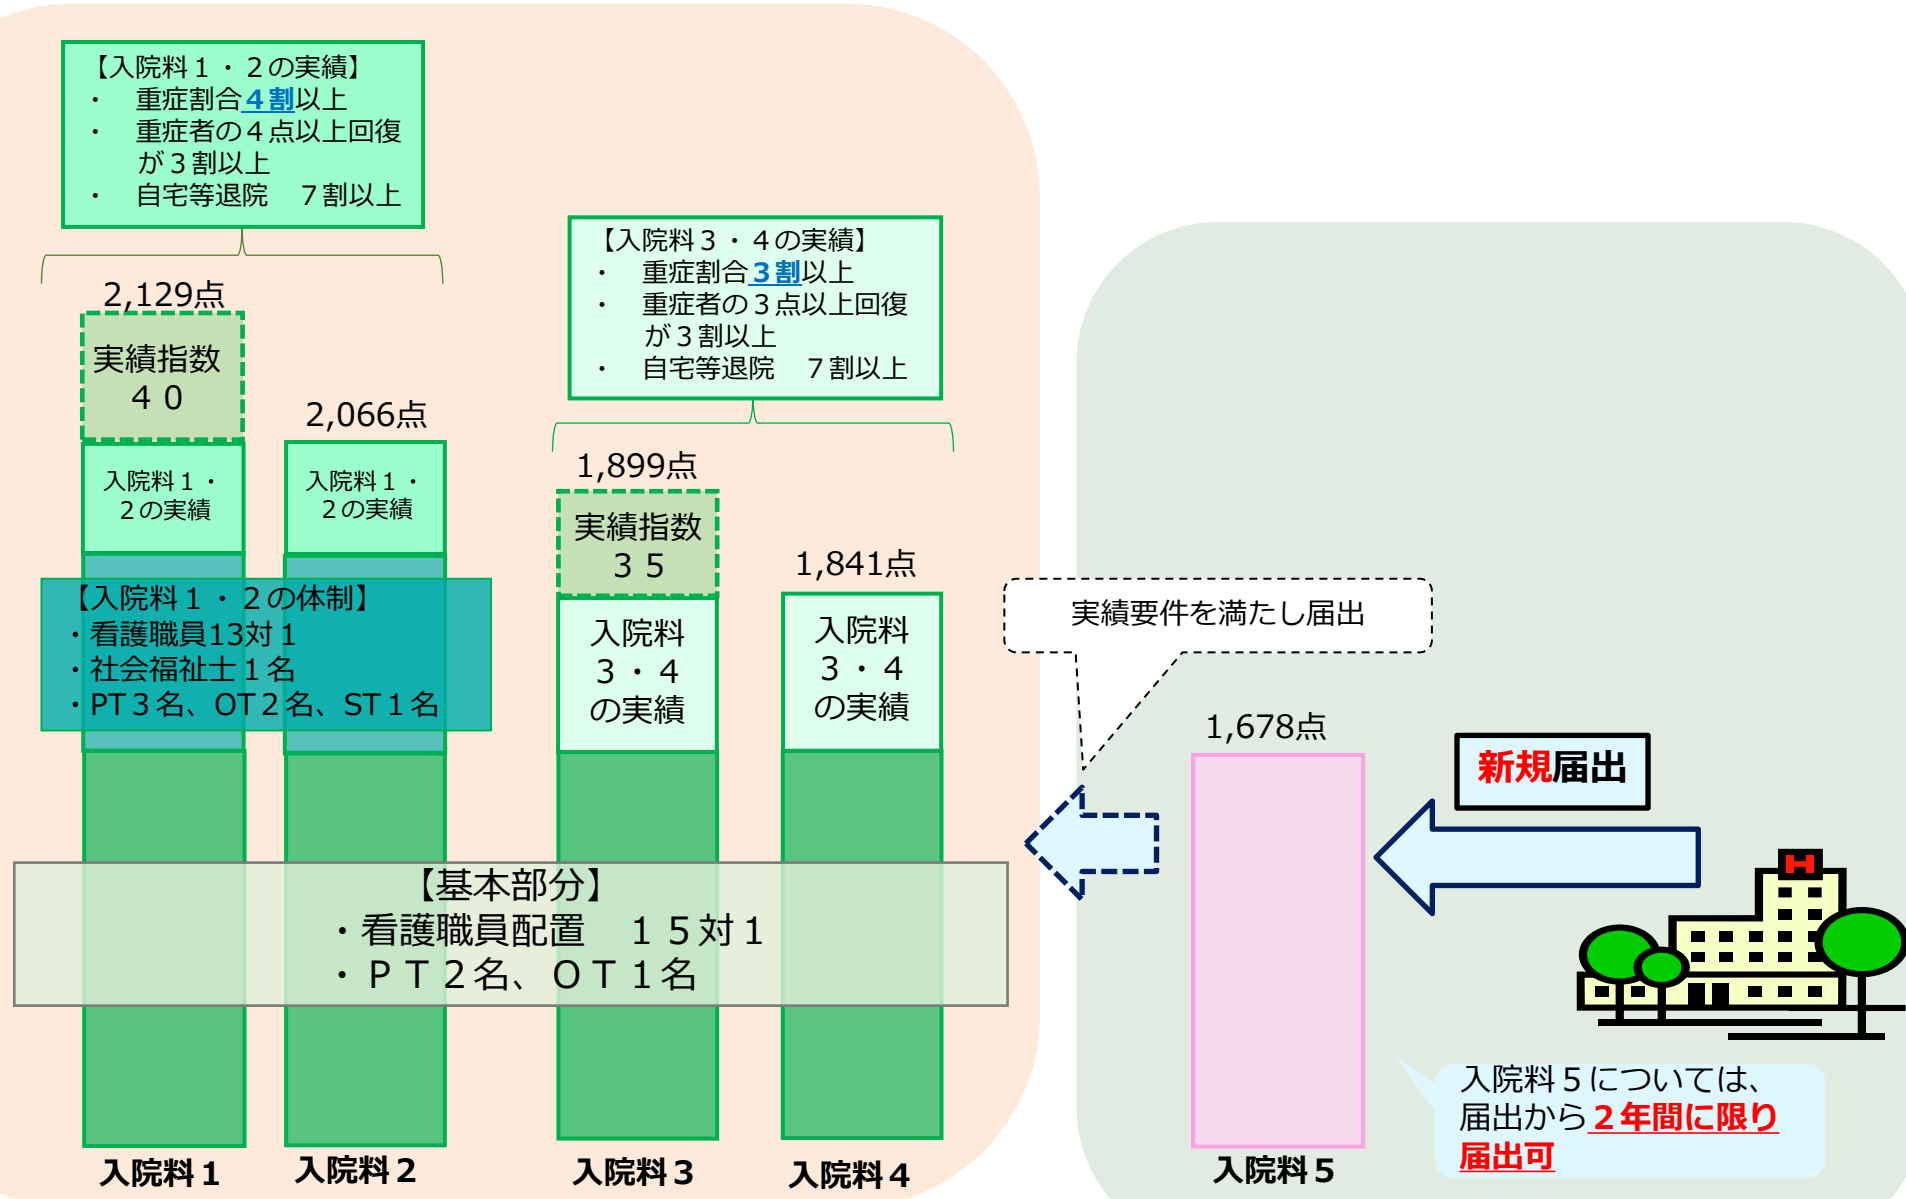 【入院料１・２の実績】
・　重症割合４割以上
・　重症者の４点以上回復
が３割以上
・　自宅等退院　７割以上
【入院料３・４の実績】
・　重症割合３割以上
・　重症者の３点以上回復
が３割以上
・　自宅等退院　７割以上
2,129点
実績指数
４０
入院料１・
２の実績
2,066点
入院料１・
２の実績
【入院料１・２の体制】
・看護職員13対１
・社会福祉士１名
・PT３名、OT２名、ST１名
1,899点
実績指数
３５
入院料
３・４
の実績
1,841点
入院料
３・４
の実績
【基本部分】
・看護職員配置　１５対１
・ＰＴ２名、ＯＴ１名
実績要件を満たし届出
1,678点
新規届出
H
入院料５については、
届出から２年間に限り
届出可
入院料１
入院料２
入院料３
入院料４
入院料５